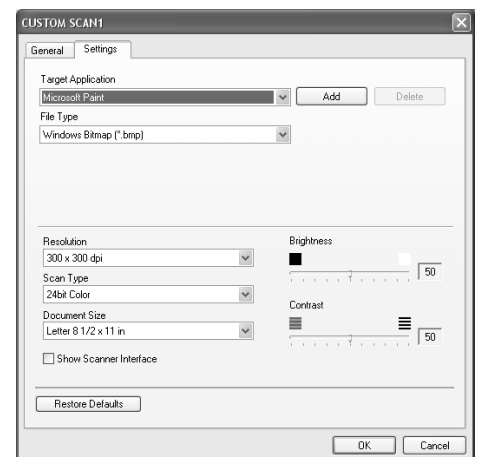 CUSTOM SCAN1
General Settings
Target Application
Microsoft Paint Add Delete
File Type
Windows Bitmap (*.bmp)
Resolution
300 x 300 dpi
Scan Type
24bit Color
Document Size
Letter 8 1/2 x 11 in
Show Scanner Interface
Brightness
50
Contrast
50
Restore Defaults
OK Cancel